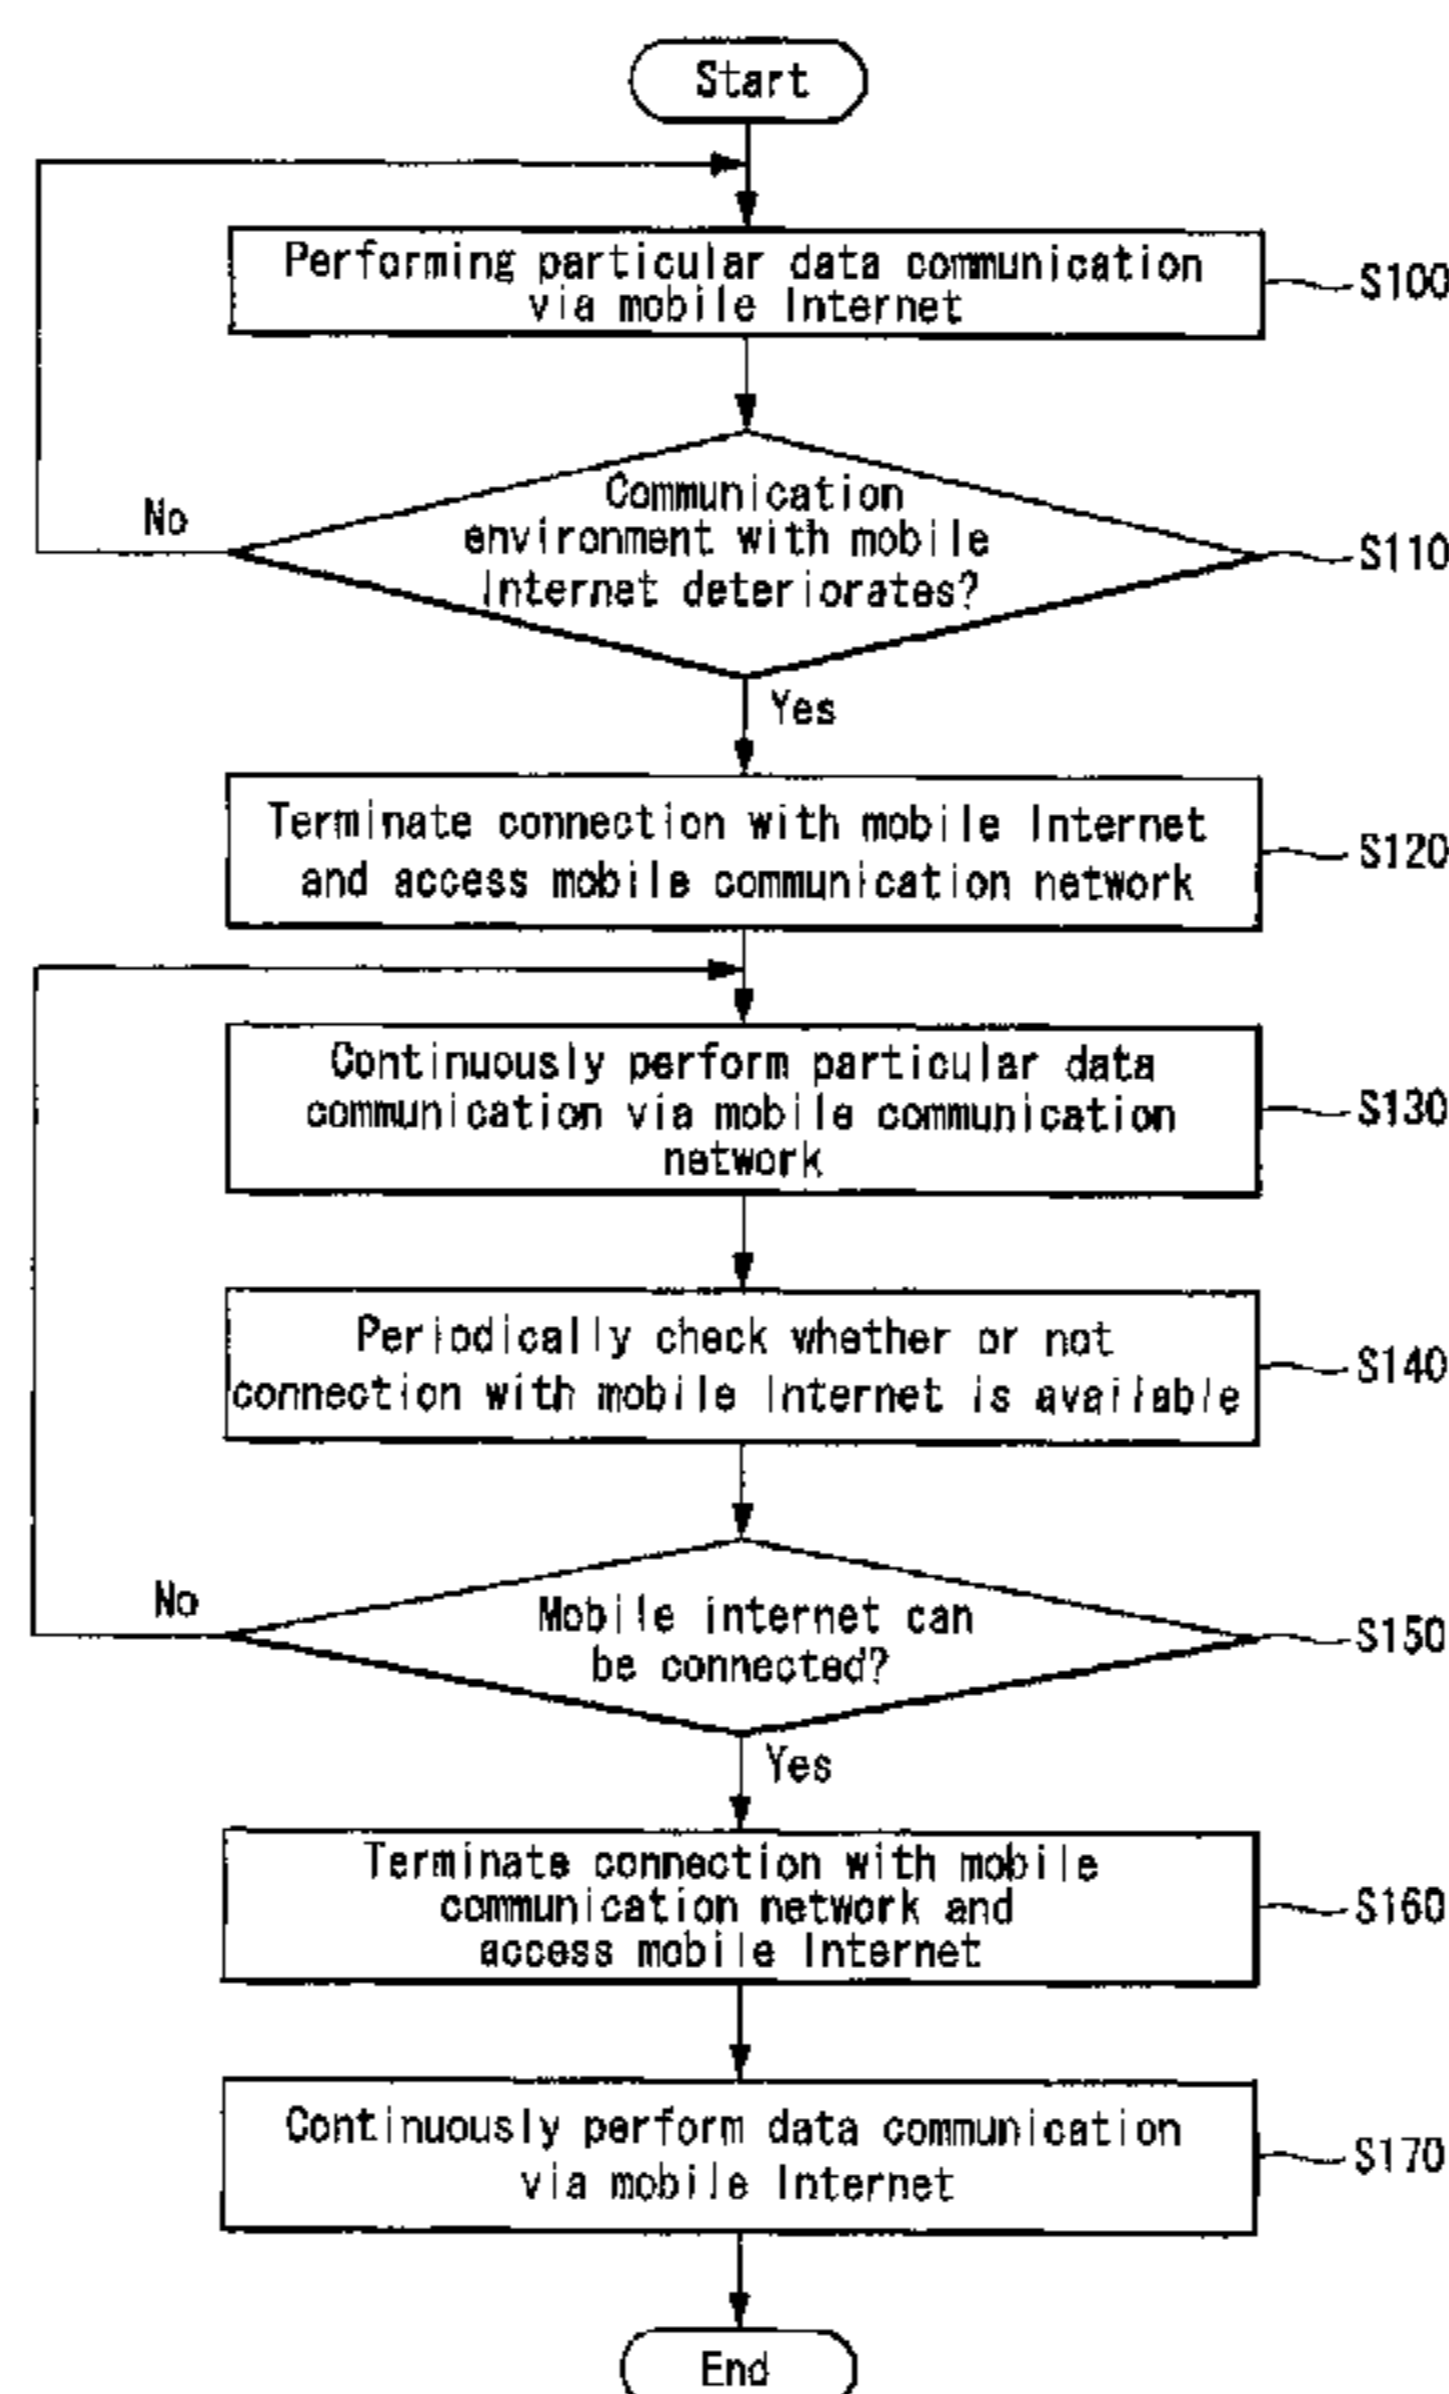 Start
Performing particular data communication
via mobile Internet
S100
Communication
environment with mobile
Internet deteriorates?
No
S110
Yes
Terminate connection with mobile Internet
and access mobile communication network
S120
Continuously perform particular data
communication via mobile communication
network
S130
Periodically check whether or not
connection with mobile Internet is available
S140
No
Mobile internet can
be connected?
S150
Yes
Terminate connection with mobile
communication network and
access mobile Internet
S160
Continuously perform data communication
via mobile Internet
S170
End